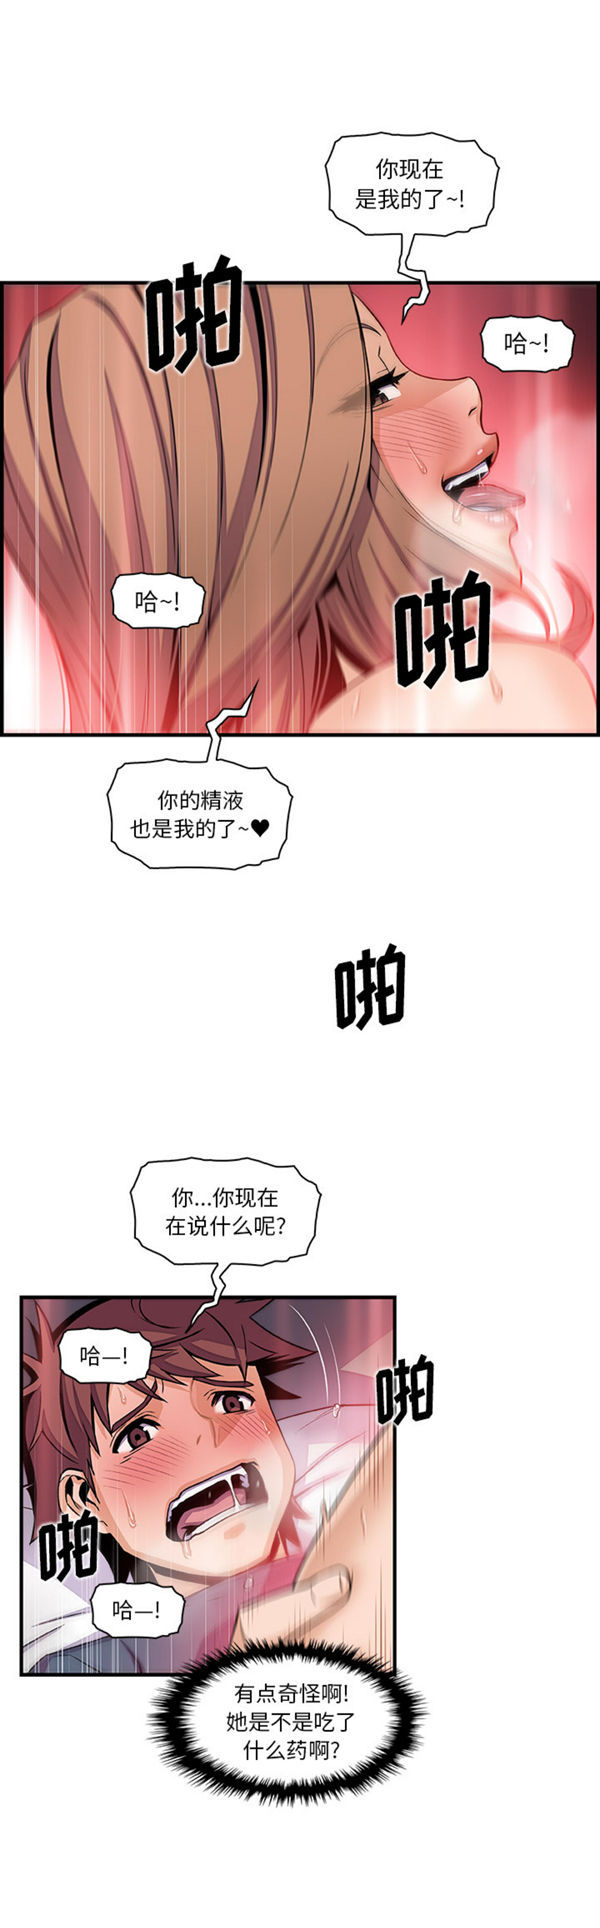 你现在
是我的了~!
啪
哈~!
哈~!
啪
你的精液
也是我的了~♥
啪
你...你现在
在说什么呢?
哈—!
啪
啪
哈—!
有点奇怪啊!
她是不是吃了
什么药啊?